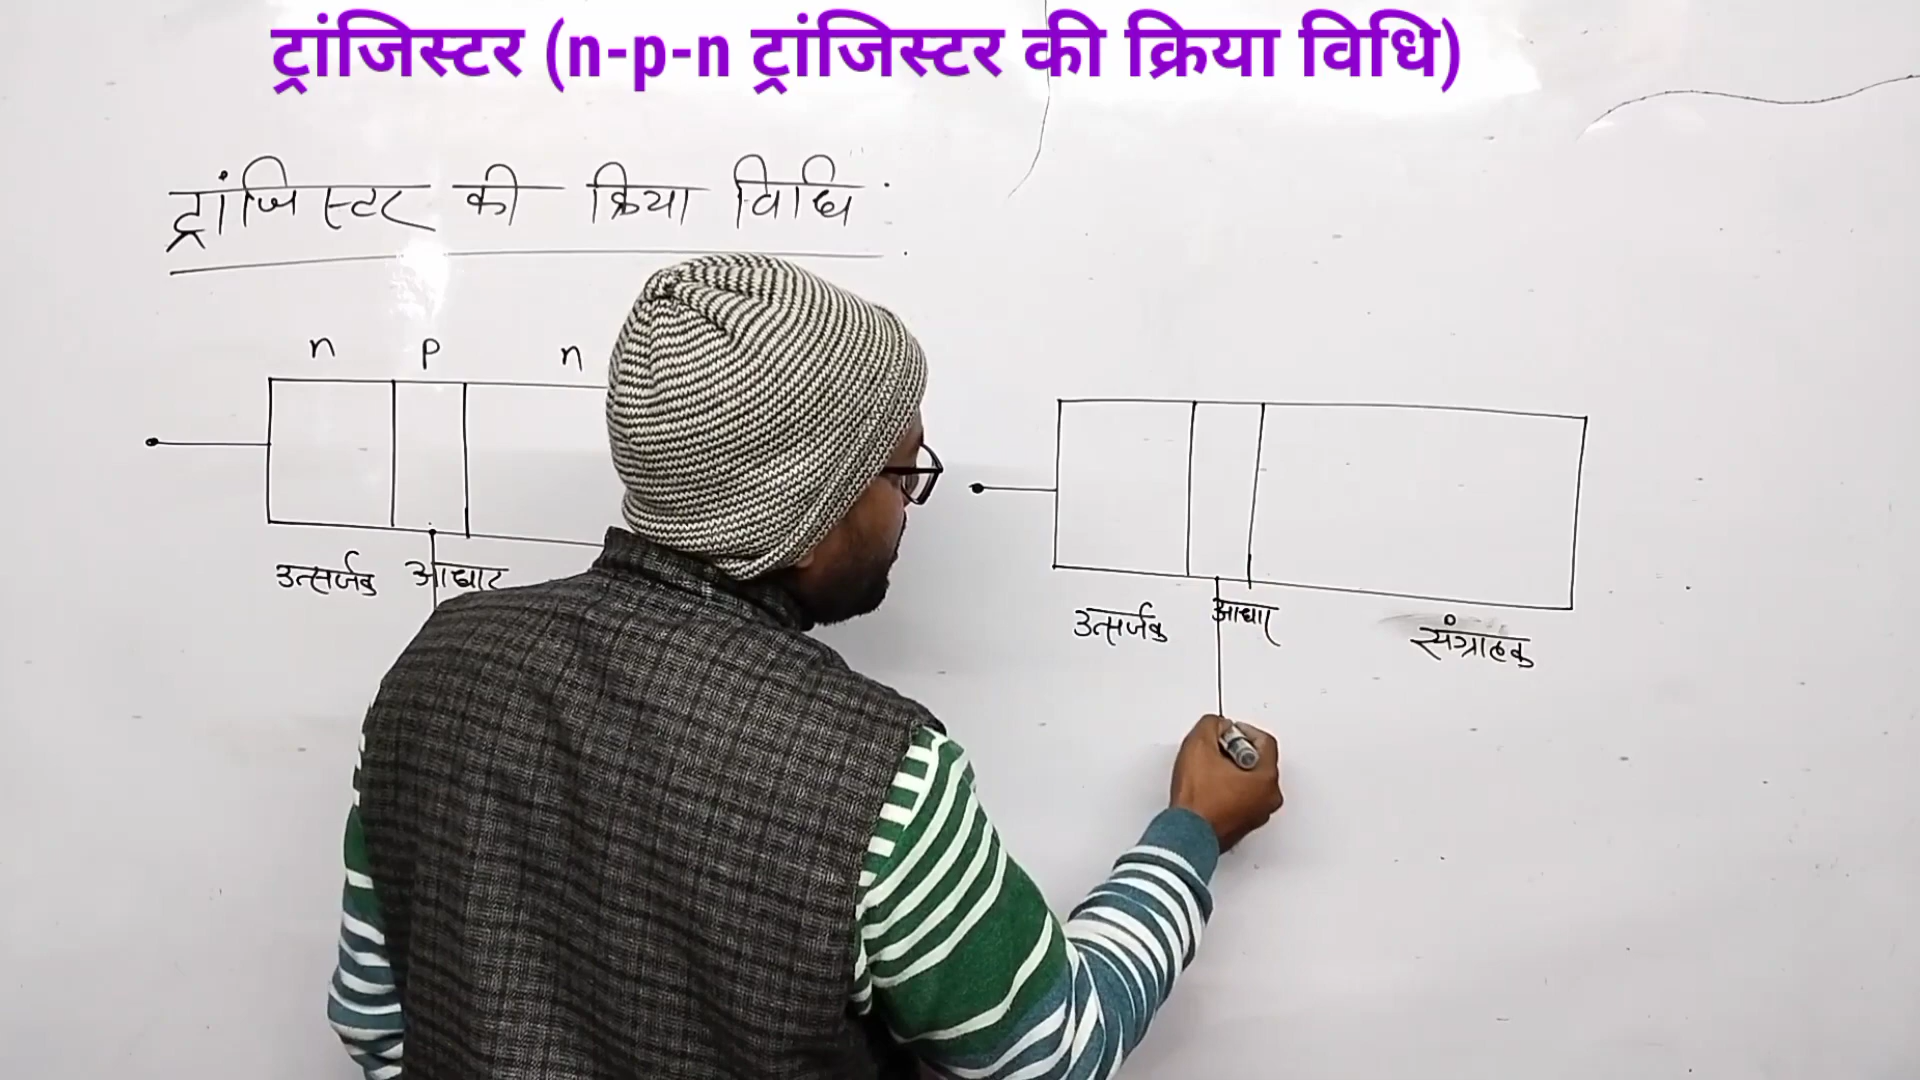 ट्रांजिस्टर (n-p-n ट्रांजिस्टर की क्रिया विधि)
ट्रांजिस्टर की क्रिया विधि :
n p n
उत्सर्जक आधार
उत्सर्जक आधार संग्राहक